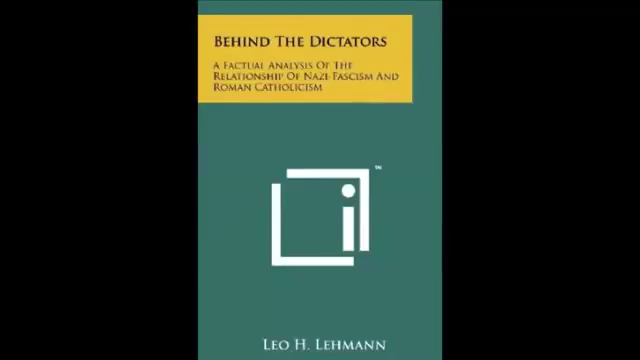 Behind The Dictators
A Factual Analysis Of The
Relationship Of Nazi-Fascism And
Roman Catholicism
i
™
Leo H. Lehmann